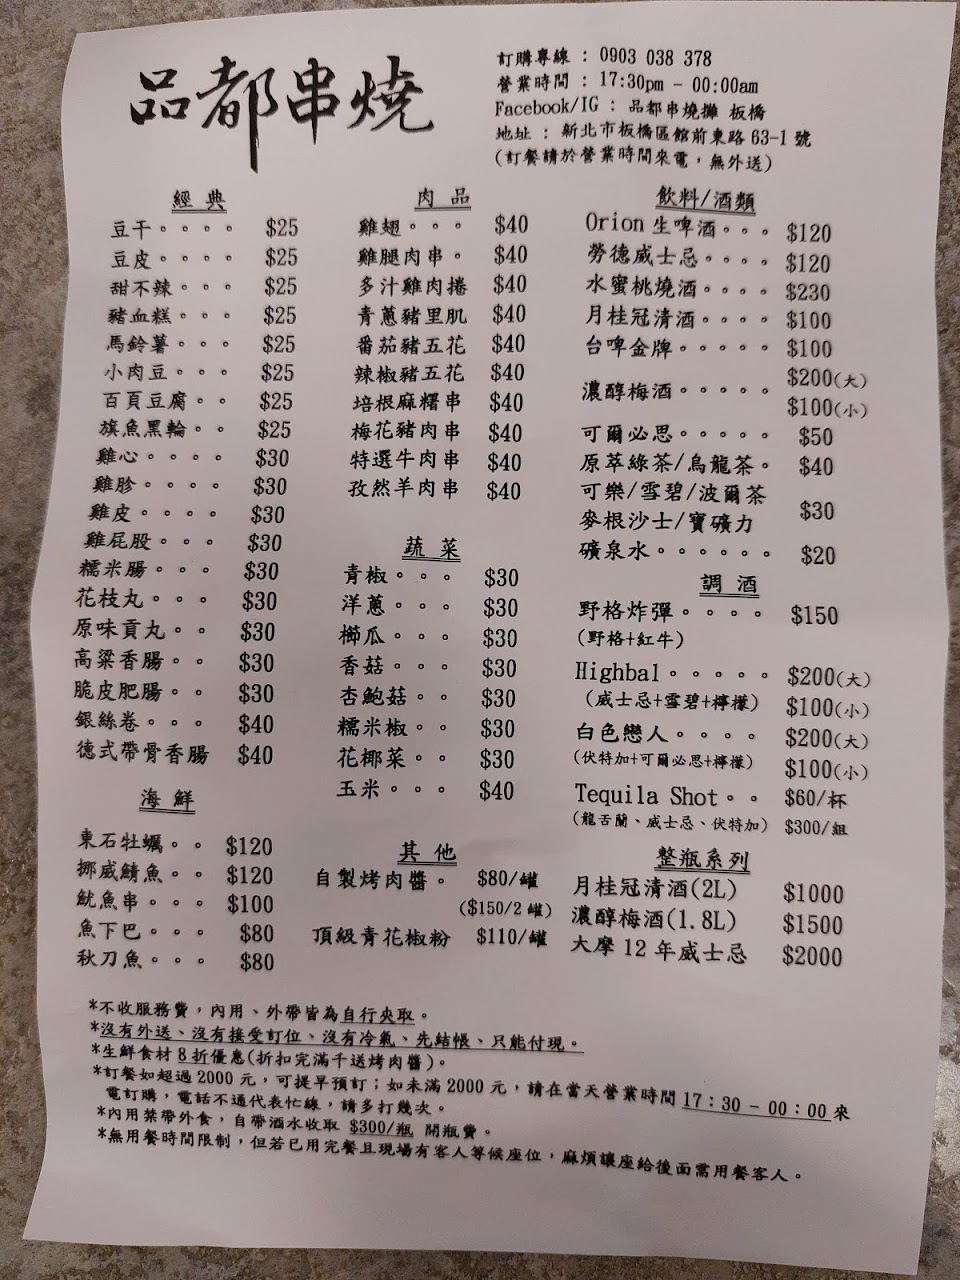 品都串燒
訂購專線 : 0903 038 378
營業時間 : 17:30pm - 00:00am
Facebook/IG : 品都串燒攤 板橋
地址 : 新北市板橋區館前東路 63-1 號
(訂餐請於營業時間來電，無外送)
經 典
豆干。。。。 $25
豆皮。。。。 $25
甜不辣。。。 $25
豬血糕。。。 $25
馬鈴薯。。。 $25
小肉豆。。。 $25
百頁豆腐。。 $25
旗魚黑輪。。 $25
雞心。。。。 $30
雞胗。。。。 $30
雞皮。。。。 $30
雞屁股。。。 $30
糯米腸。。。 $30
花枝丸。。。 $30
原味貢丸。。 $30
高粱香腸。。 $30
脆皮肥腸。。 $30
銀絲卷。。。 $40
德式帶骨香腸 $40
海 鮮
東石牡蠣。。 $120
挪威鯖魚。。 $120
魷魚串。。。 $100
魚下巴。。。 $80
秋刀魚。。。 $80
肉 品
雞翅。。。 $40
雞腿肉串。 $40
多汁雞肉捲 $40
青蔥豬里肌 $40
番茄豬五花 $40
辣椒豬五花 $40
培根麻糬串 $40
梅花豬肉串 $40
特選牛肉串 $40
孜然羊肉串 $40
蔬 菜
青椒。。。 $30
洋蔥。。。 $30
櫛瓜。。。 $30
香菇。。。 $30
杏鮑菇。。 $30
糯米椒。。 $30
花椰菜。。 $30
玉米。。。 $40
其 他
自製烤肉醬。 $80/罐
($150/2 罐)
頂級青花椒粉 $110/罐
飲料/酒類
Orion 生啤酒。。。 $120
勞德威士忌。。。。 $120
水蜜桃燒酒。。。。 $230
月桂冠清酒。。。。 $100
台啤金牌。。。。。 $100
濃醇梅酒。。。。。 $200(大)
$100(小)
可爾必思。。。。。 $50
原萃綠茶/烏龍茶。 $40
可樂/雪碧/波爾茶
麥根沙士/寶礦力 $30
礦泉水。。。。。。 $20
調 酒
野格炸彈。。。。 $150
(野格+紅牛)
Highbal。。。。。 $200(大)
(威士忌+雪碧+檸檬) $100(小)
白色戀人。。。。 $200(大)
(伏特加+可爾必思+檸檬) $100(小)
Tequila Shot。。 $60/杯
(龍舌蘭、威士忌、伏特加) $300/組
整瓶系列
月桂冠清酒(2L) $1000
濃醇梅酒(1.8L) $1500
大摩 12 年威士忌 $2000
*不收服務費，內用、外帶皆為自行夾取。
*沒有外送、沒有接受訂位、沒有冷氣、先結帳、只能付現。
*生鮮食材 8 折優惠(折扣完滿千送烤肉醬)。
*訂餐如超過 2000 元，可提早預訂；如未滿 2000 元，請在當天營業時間 17：30 - 00：00 來
電訂購，電話不通代表忙線，請多打幾次。
*內用禁帶外食，自帶酒水收取 $300/瓶 開瓶費。
*無用餐時間限制，但若已用完餐且現場有客人等候座位，麻煩讓座給後面需用餐客人。